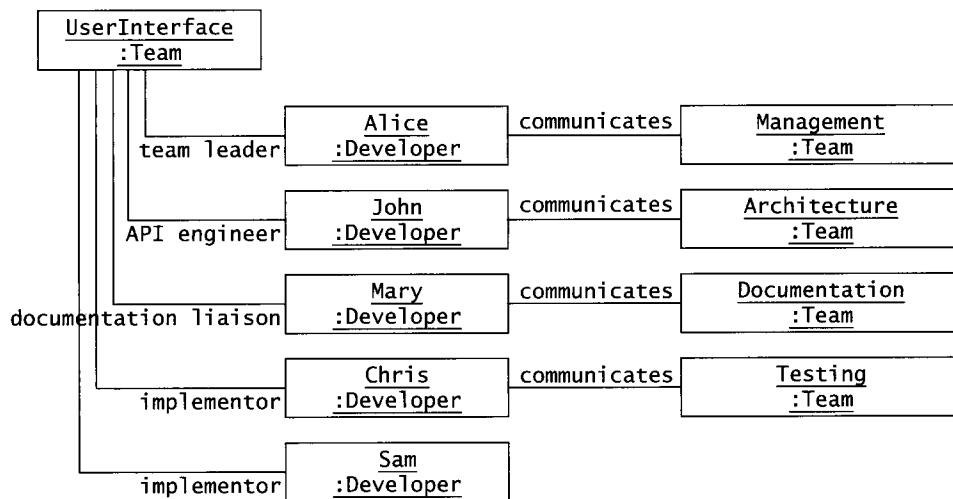 UserInterface
:Team
Alice
:Developer
communicates
Management
:Team
team leader
John
:Developer
communicates
Architecture
:Team
API engineer
Mary
:Developer
communicates
Documentation
:Team
documentation liaison
Chris
:Developer
communicates
Testing
:Team
implementor
Sam
:Developer
implementor